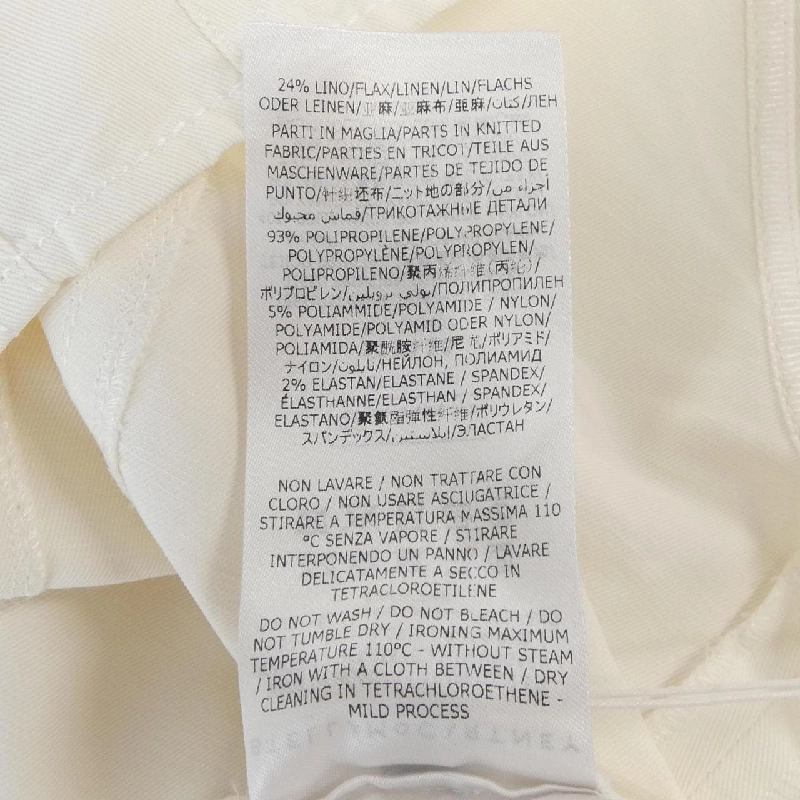 24% LINO/FLAX/LINEN/LIN/FLACHS
ODER LEINEN/亚麻/亚麻布/亜麻/كتان/ЛЕН
PARTI IN MAGLIA/PARTS IN KNITTED
FABRIC/PARTIES EN TRICOT/TEILE AUS
MASCHENWARE/PARTES DE TEJIDO DE
PUNTO/针织坯布/ニット地の部分/أجزاء من
قماش محبوك/ТРИКОТАЖНЫЕ ДЕТАЛИ
93% POLIPROPILENE/POLYPROPYLENE/
POLYPROPYLÈNE/POLYPROPYLEN/
POLIPROPILENO/聚丙烯纤维(丙纶)/
ポリプロピレン/بولي بروبلين/ПОЛИПРОПИЛЕН
5% POLIAMMIDE/POLYAMIDE / NYLON/
POLYAMIDE/POLYAMID ODER NYLON/
POLIAMIDA/聚酰胺纤维/尼龙/ポリアミド/
ナイロン/نايلون/НЕЙЛОН, ПОЛИАМИД
2% ELASTAN/ELASTANE / SPANDEX/
ÉLASTHANNE/ELASTHAN / SPANDEX/
ELASTANO/聚氨酯弹性纤维/ポリウレタン/
スパンデックス/إيلاستين/ЭЛАСТАН
NON LAVARE / NON TRATTARE CON
CLORO / NON USARE ASCIUGATRICE /
STIRARE A TEMPERATURA MASSIMA 110
°C SENZA VAPORE / STIRARE
INTERPONENDO UN PANNO / LAVARE
DELICATAMENTE A SECCO IN
TETRACLOROETILENE
DO NOT WASH / DO NOT BLEACH / DO
NOT TUMBLE DRY / IRONING MAXIMUM
TEMPERATURE 110°C - WITHOUT STEAM
/ IRON WITH A CLOTH BETWEEN / DRY
CLEANING IN TETRACHLOROETHENE -
MILD PROCESS
STELLA McCARTNEY